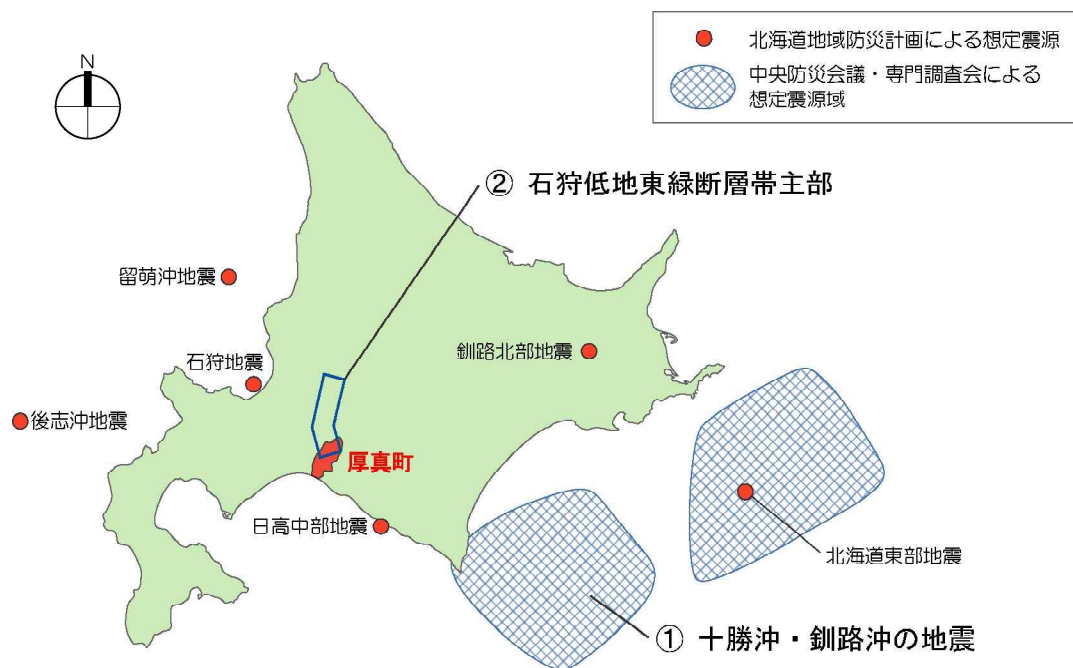 北海道地域防災計画による想定震源
中央防災会議・専門調査会による
想定震源域
N
② 石狩低地東緑断層帯主部
留萌沖地震
釧路北部地震
石狩地震
後志沖地震
厚真町
日高中部地震
北海道東部地震
① 十勝沖・釧路沖の地震